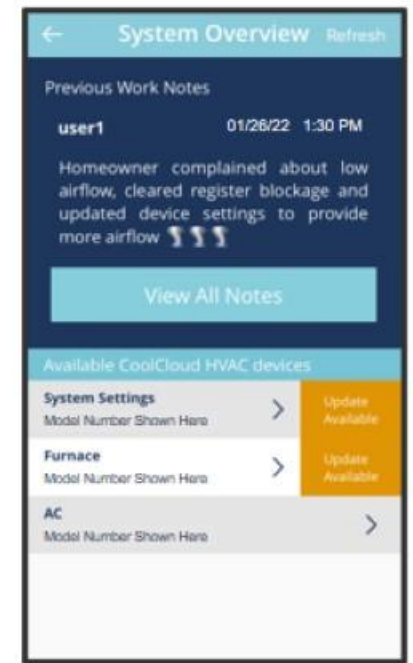 ← System Overview Refresh
Previous Work Notes
user1 01/26/22 1:30 PM
Homeowner complained about low
airflow, cleared register blockage and
updated device settings to provide
more airflow 🌪🌪🌪
View All Notes
Available CoolCloud HVAC devices
System Settings
Model Number Shown Here
Update
Available
Furnace
Model Number Shown Here
Update
Available
AC
Model Number Shown Here